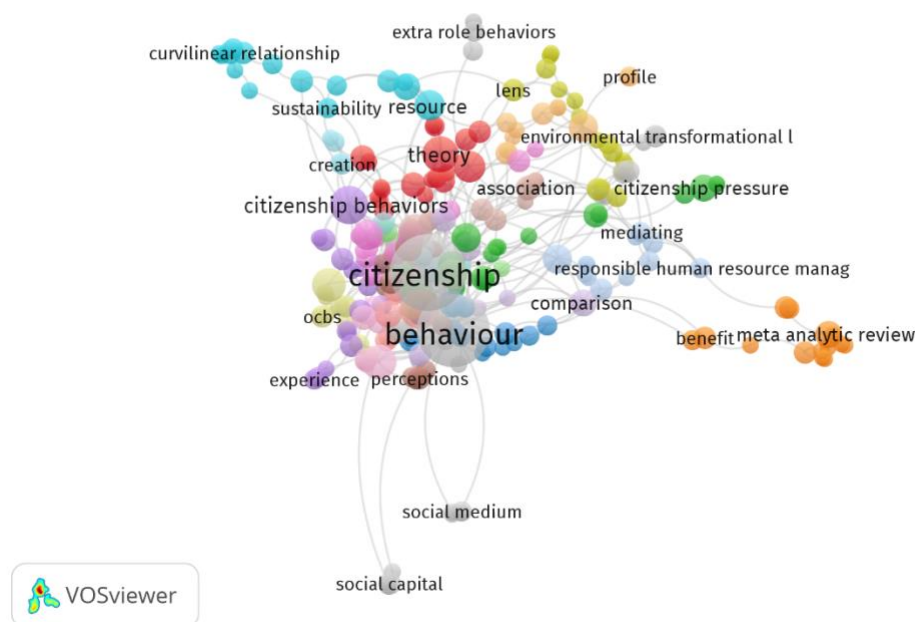 extra role behaviors
curvilinear relationship
profile
lens
sustainability
resource
environmental transformational l
theory
creation
association
citizenship pressure
citizenship behaviors
mediating
citizenship
responsible human resource manag
comparison
ocbs
behaviour
benefit
meta analytic review
experience
perceptions
social medium
social capital
VOSviewer